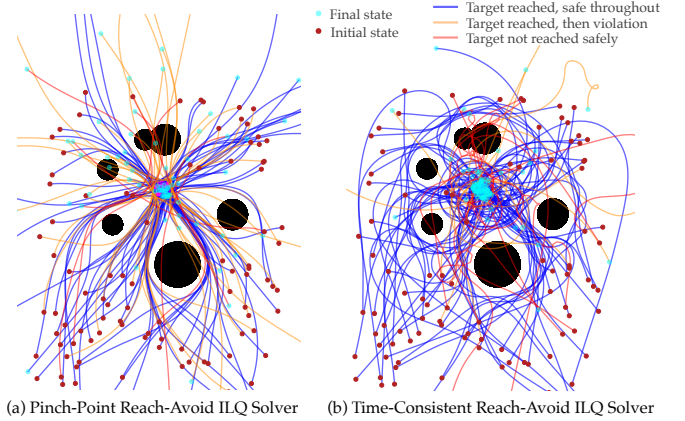 Final state
Initial state
Target reached, safe throughout
Target reached, then violation
Target not reached safely
(a) Pinch-Point Reach-Avoid ILQ Solver
(b) Time-Consistent Reach-Avoid ILQ Solver